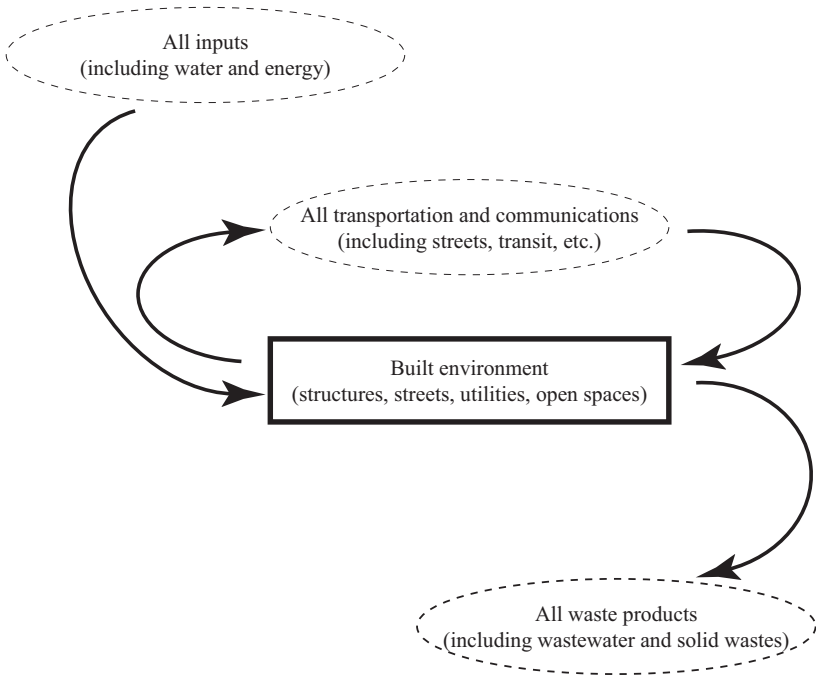 All inputs
(including water and energy)
All transportation and communications
(including streets, transit, etc.)
Built environment
(structures, streets, utilities, open spaces)
All waste products
(including wastewater and solid wastes)